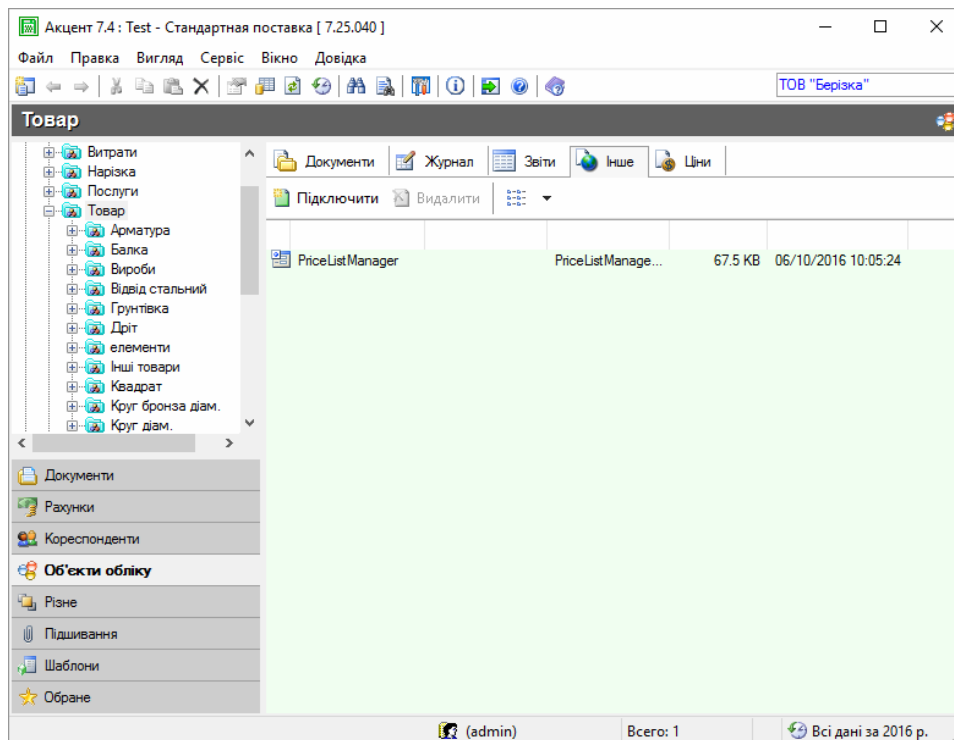 Акцент 7.4 : Test - Стандартная поставка [ 7.25.040 ]
Файл Правка Вигляд Сервіс Вікно Довідка
ТОВ "Берізка"
Товар
Витрати
Нарізка
Послуги
Товар
Арматура
Балка
Вироби
Відвід стальний
Грунтівка
Дріт
елементи
Інші товари
Квадрат
Круг бронза діам.
Круг діам.
Документи
Рахунки
Кореспонденти
Об'єкти обліку
Різне
Підшивання
Шаблони
Обране
Документи Журнал Звіти Інше Ціни
Підключити Видалити
PriceListManager PriceListManage... 67.5 KB 06/10/2016 10:05:24
(admin) Всего: 1 Всі дані за 2016 р.